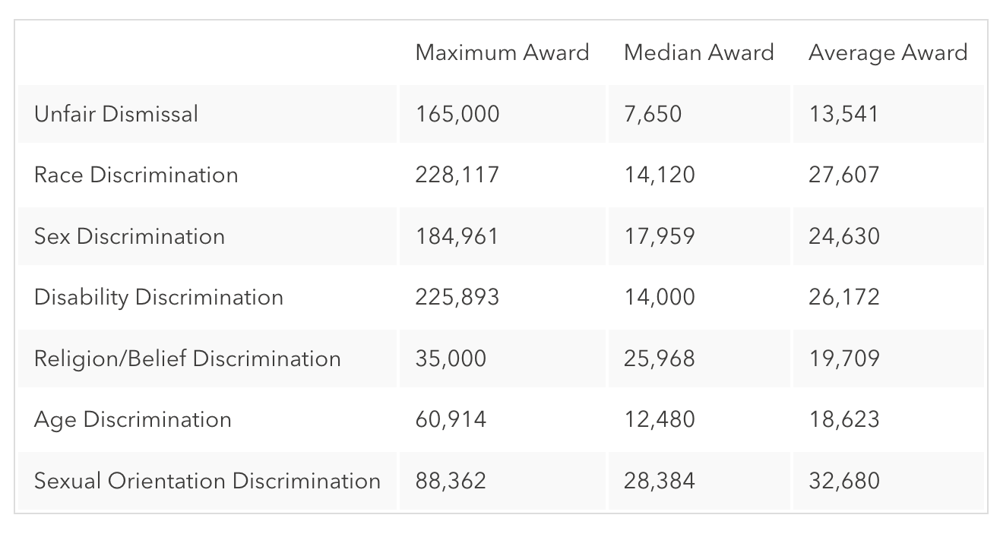 Maximum Award Median Award Average Award
Unfair Dismissal 165,000 7,650 13,541
Race Discrimination 228,117 14,120 27,607
Sex Discrimination 184,961 17,959 24,630
Disability Discrimination 225,893 14,000 26,172
Religion/Belief Discrimination 35,000 25,968 19,709
Age Discrimination 60,914 12,480 18,623
Sexual Orientation Discrimination 88,362 28,384 32,680